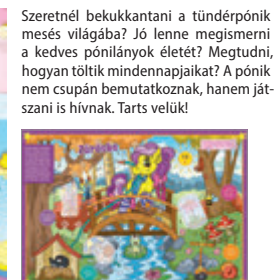 Szeretnél bekukkantani a tündérpónik
mesés világába? Jó lenne megismerni
a kedves pónilányok életét? Megtudni,
hogyan töltik mindennapjaikat? A pónik
nem csupán bemutatkoznak, hanem ját-
szani is hívnak. Tarts velük!